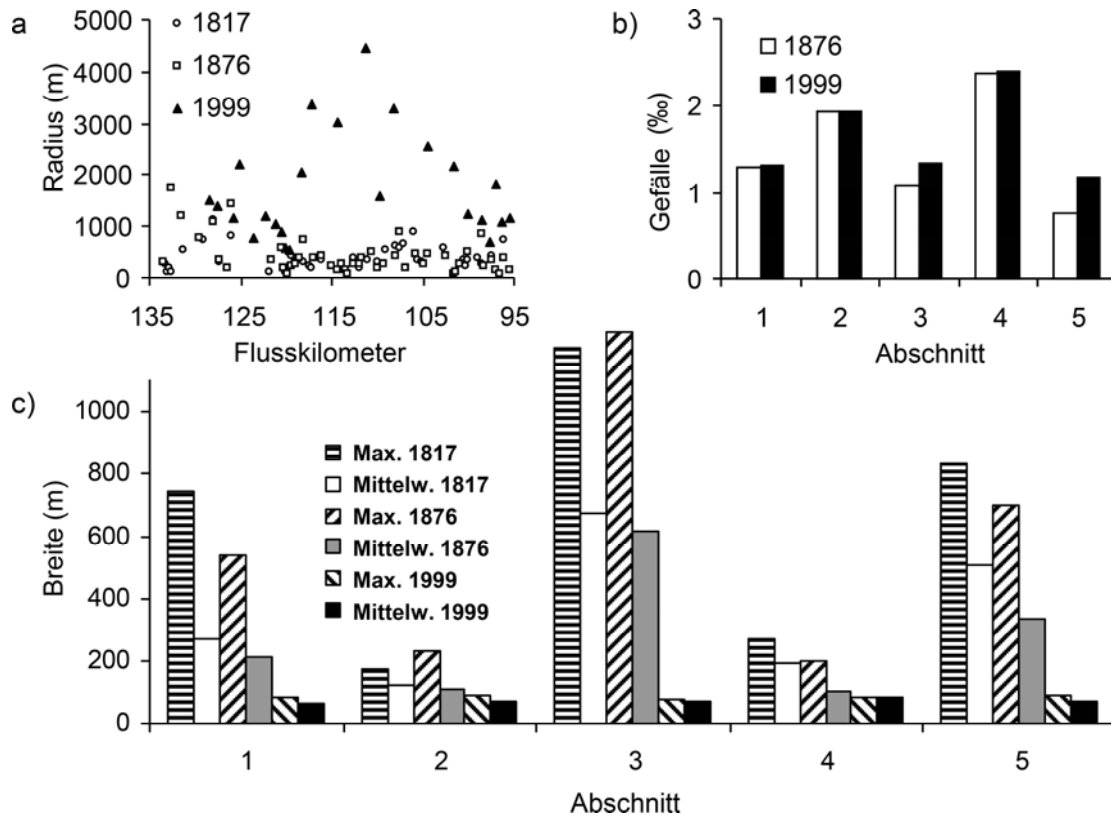 a
Radius (m)
5000
4000
3000
2000
1000
0
1817
1876
1999
135
125
115
105
95
Flusskilometer
b)
Gefälle (‰)
3
2
1
0
1876
1999
1
2
3
4
5
Abschnitt
c)
Breite (m)
1000
800
600
400
200
0
Max. 1817
Mittelw. 1817
Max. 1876
Mittelw. 1876
Max. 1999
Mittelw. 1999
1
2
3
4
5
Abschnitt